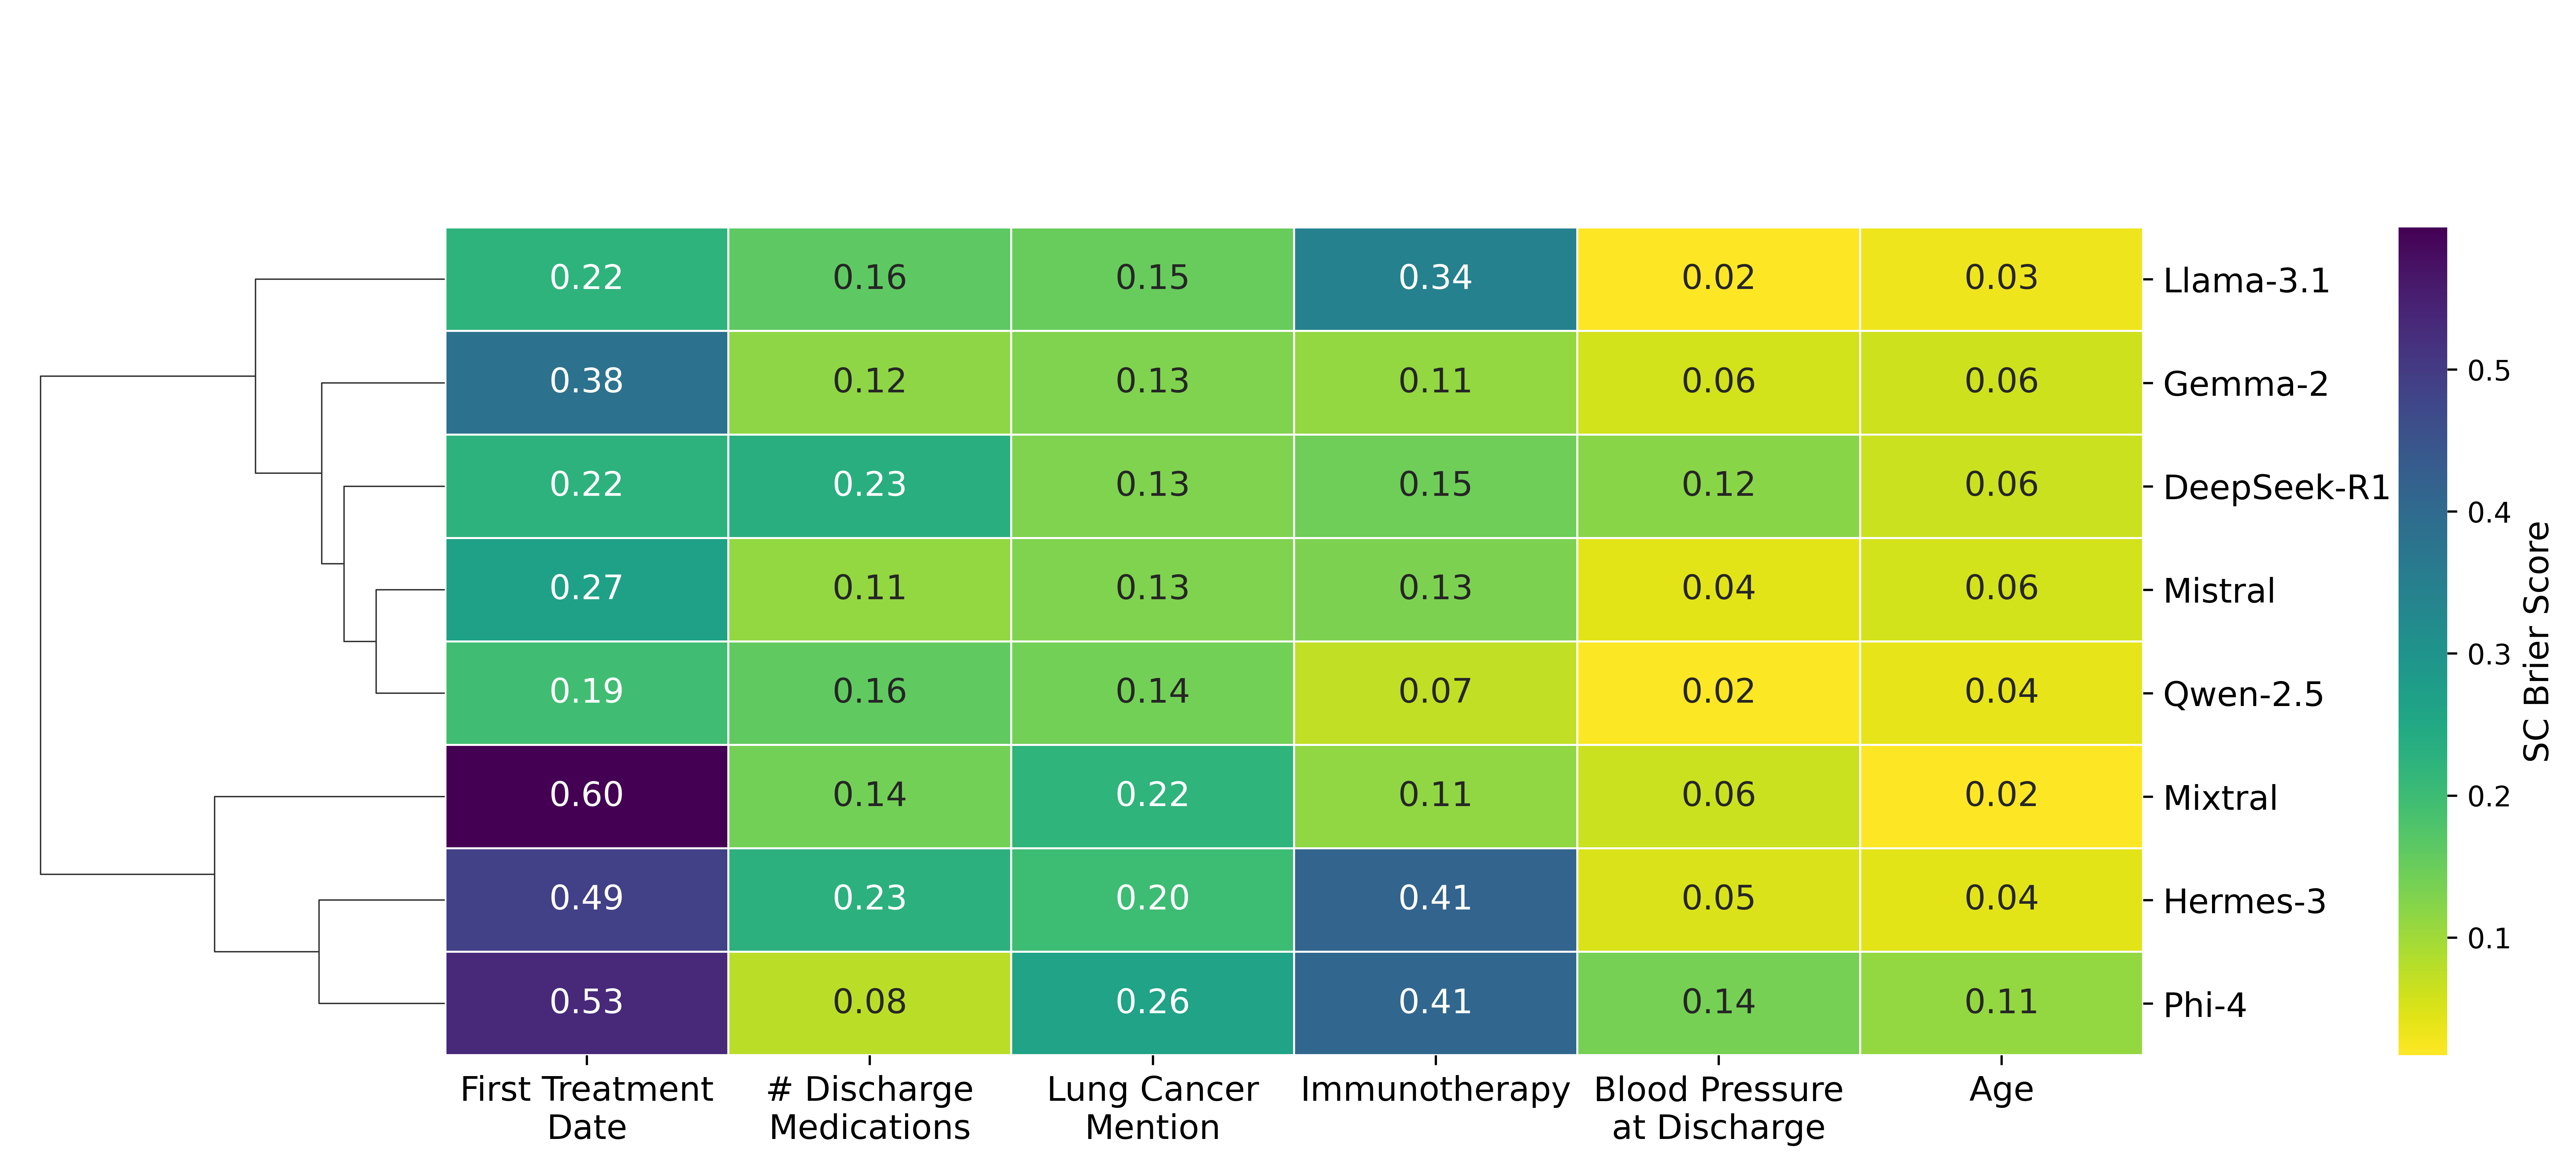 0.22 0.16 0.15 0.34 0.02 0.03 Llama-3.1
0.38 0.12 0.13 0.11 0.06 0.06 Gemma-2
0.22 0.23 0.13 0.15 0.12 0.06 DeepSeek-R1
0.27 0.11 0.13 0.13 0.04 0.06 Mistral
0.19 0.16 0.14 0.07 0.02 0.04 Qwen-2.5
0.60 0.14 0.22 0.11 0.06 0.02 Mixtral
0.49 0.23 0.20 0.41 0.05 0.04 Hermes-3
0.53 0.08 0.26 0.41 0.14 0.11 Phi-4
First Treatment
Date
# Discharge
Medications
Lung Cancer
Mention
Immunotherapy
Blood Pressure
at Discharge
Age
0.5
0.4
0.3
0.2
0.1
SC Brier Score